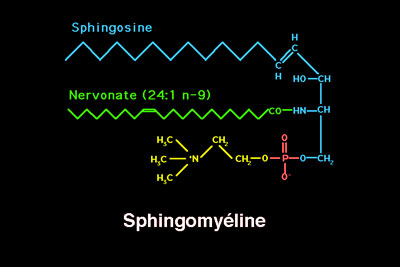 Sphingosine
H
C
C
H
HO CH
Nervonate (24:1 n-9)
CO HN CH
H3C CH2 O
H3C +N CH2 O P O CH2
H3C O-
Sphingomyéline